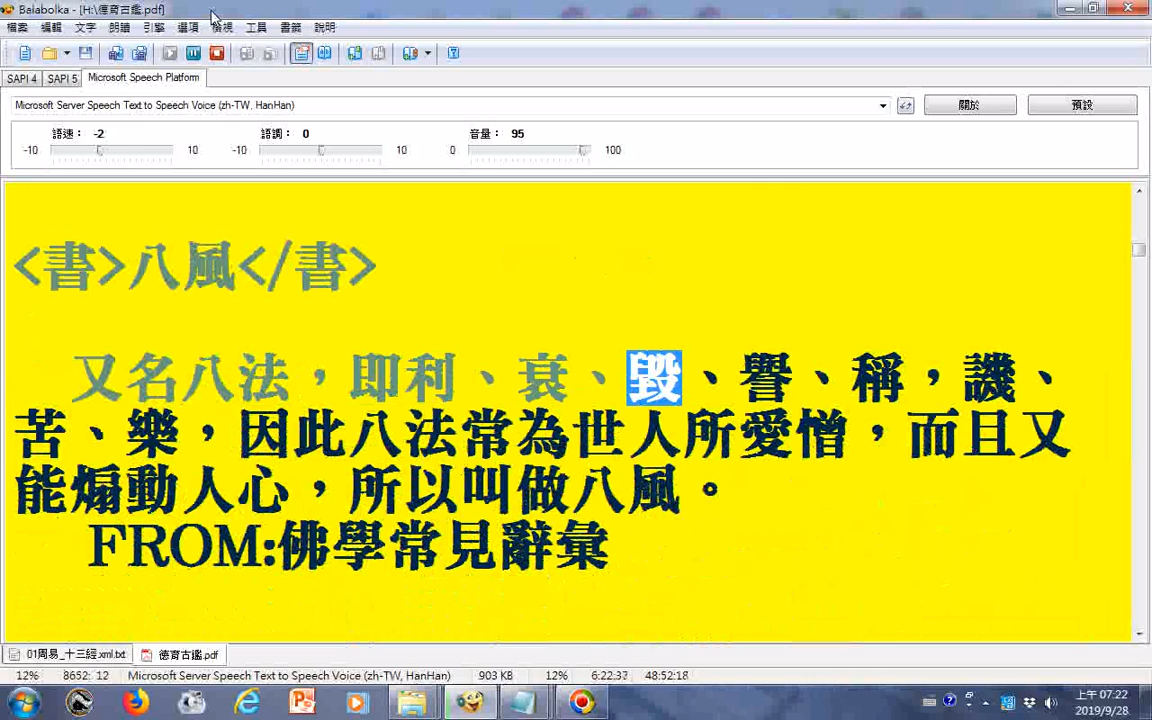 Balabolka - [H:\德育古鑑.pdf]
檔案 編輯 文字 朗讀 引擎 選項 檢視 工具 書籤 說明
SAPI 4 SAPI 5 Microsoft Speech Platform
Microsoft Server Speech Text to Speech Voice (zh-TW, HanHan) 關於 預設
語速： -2 語調： 0 音量： 95
-10 10 -10 10 0 100
<書>八風</書>
又名八法，即利、衰、毀、譽、稱，譏、
苦、樂，因此八法常為世人所愛憎，而且又
能煽動人心，所以叫做八風。
FROM:佛學常見辭彙
01周易_十三經.xml.txt 德育古鑑.pdf
12% 8652: 12 Microsoft Server Speech Text to Speech Voice (zh-TW, HanHan) 903 KB 12% 6:22:33 48:52:18
上午 07:22
2019/9/28